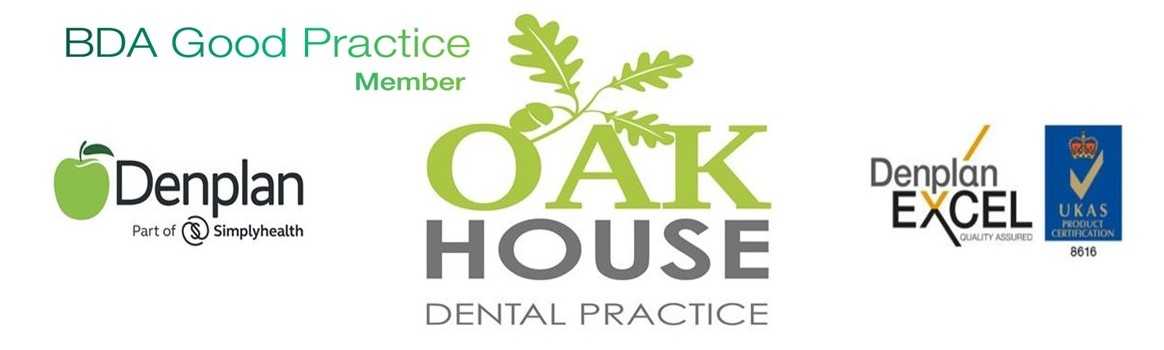 BDA Good Practice
Member
Denplan
Part of Simplyhealth
OAK
HOUSE
DENTAL PRACTICE
Denplan
EXCEL
QUALITY ASSURED
UKAS
PRODUCT
CERTIFICATION
8616